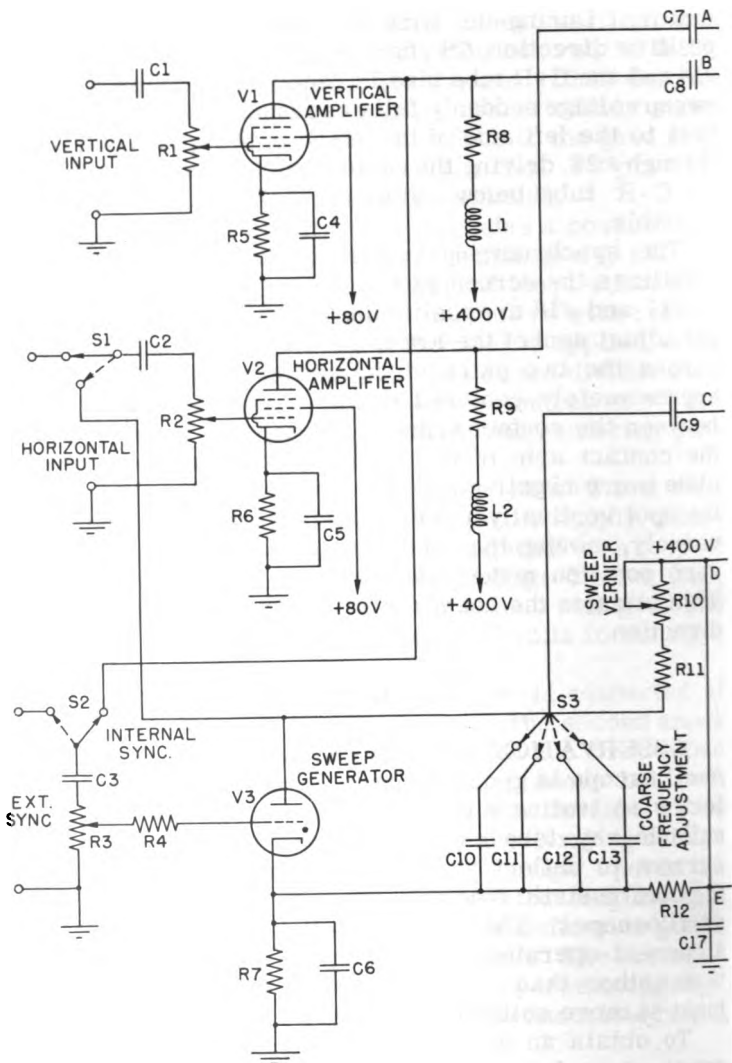 C7 A
C8 B
C1
V1
VERTICAL
AMPLIFIER
VERTICAL
INPUT
R1
R8
R5
C4
L1
+80V
+400V
S1
C2
V2
HORIZONTAL
AMPLIFIER
R2
R9
C
C9
HORIZONTAL
INPUT
R6
C5
L2
+80V
+400V
SWEEP
VERNIER
+400V
D
R10
R11
S2
INTERNAL
SYNC.
S3
C3
SWEEP
GENERATOR
COARE
FREQUENCY
ADJUSTMENT
EXT.
SYNC
V3
R3
R4
C10
C11
C12
C13
R12
E
C17
R7
C6